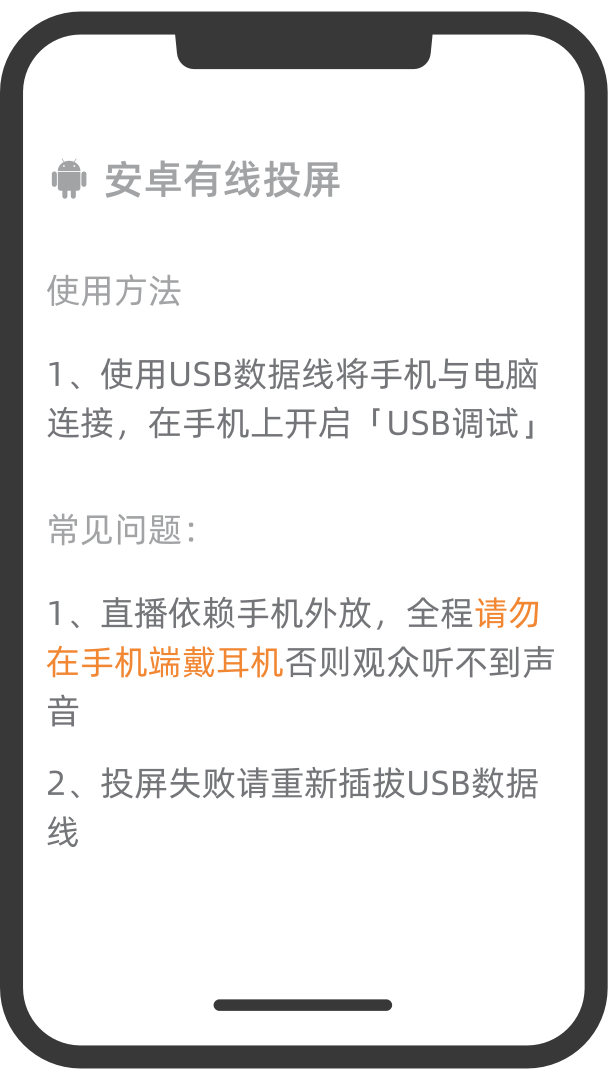 安卓有线投屏
使用方法
1、使用USB数据线将手机与电脑
连接，在手机上开启「USB调试」
常见问题：
1、直播依赖手机外放，全程请勿
在手机端戴耳机否则观众听不到声
音
2、投屏失败请重新插拔USB数据
线